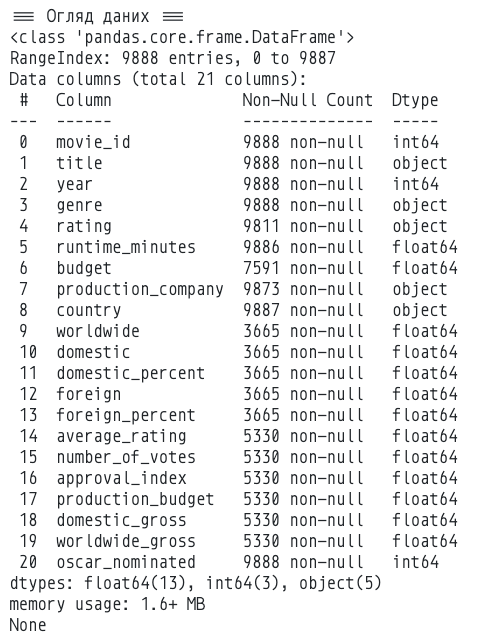 === Огляд даних ===
<class 'pandas.core.frame.DataFrame'>
RangeIndex: 9888 entries, 0 to 9887
Data columns (total 21 columns):
 #   Column              Non-Null Count  Dtype
---  ------              --------------  -----
 0   movie_id            9888 non-null   int64
 1   title               9888 non-null   object
 2   year                9888 non-null   int64
 3   genre               9888 non-null   object
 4   rating              9811 non-null   object
 5   runtime_minutes     9886 non-null   float64
 6   budget              7591 non-null   float64
 7   production_company  9873 non-null   object
 8   country             9887 non-null   object
 9   worldwide           3665 non-null   float64
 10  domestic            3665 non-null   float64
 11  domestic_percent    3665 non-null   float64
 12  foreign             3665 non-null   float64
 13  foreign_percent     3665 non-null   float64
 14  average_rating      5330 non-null   float64
 15  number_of_votes     5330 non-null   float64
 16  approval_index      5330 non-null   float64
 17  production_budget   5330 non-null   float64
 18  domestic_gross      5330 non-null   float64
 19  worldwide_gross     5330 non-null   float64
 20  oscar_nominated     9888 non-null   int64
dtypes: float64(13), int64(3), object(5)
memory usage: 1.6+ MB
None